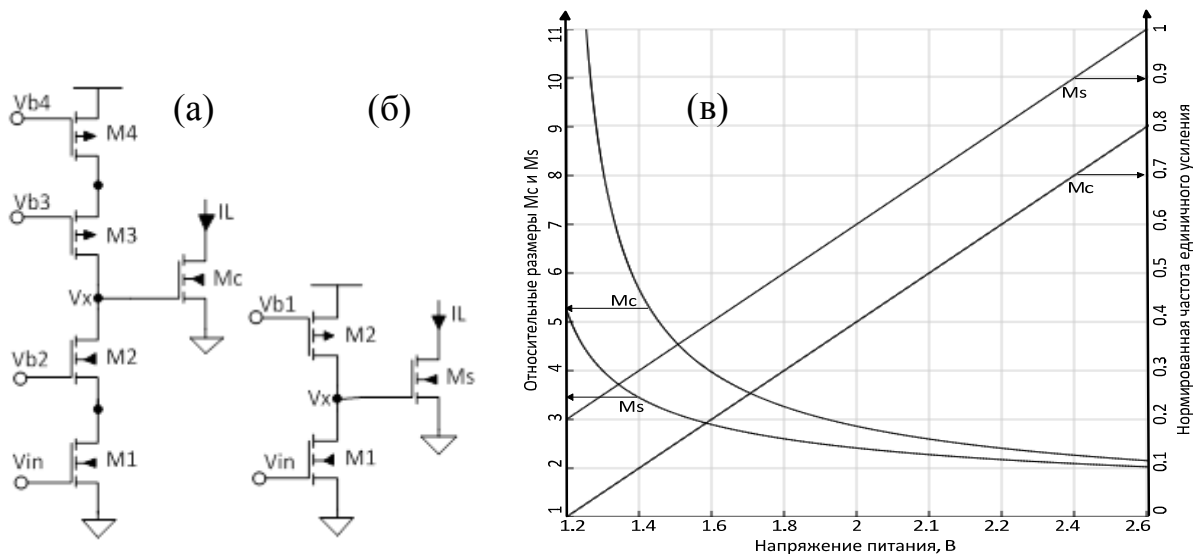 (а)
Vb4
M4
Vb3
M3
IL
Mc
Vx
Vb2
M2
Vin
M1
(б)
Vb1
M2
IL
Ms
Vx
Vin
M1
(в)
Относительные размеры Mc и Ms
11
10
9
8
7
6
5
4
3
2
1
Ms
Mc
Mc
Ms
1
0.9
0.8
0.7
0.6
0.5
0.4
0.3
0.2
0.1
0
Нормированная частота единичного усиления
1.2 1.4 1.6 1.8 2 2.1 2.2 2.4 2.6
Напряжение питания, В